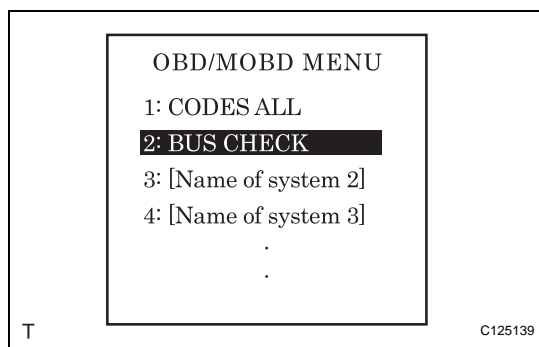 OBD/MOBD MENU
1: CODES ALL
2: BUS CHECK
3: [Name of system 2]
4: [Name of system 3]
.
.
T
C125139